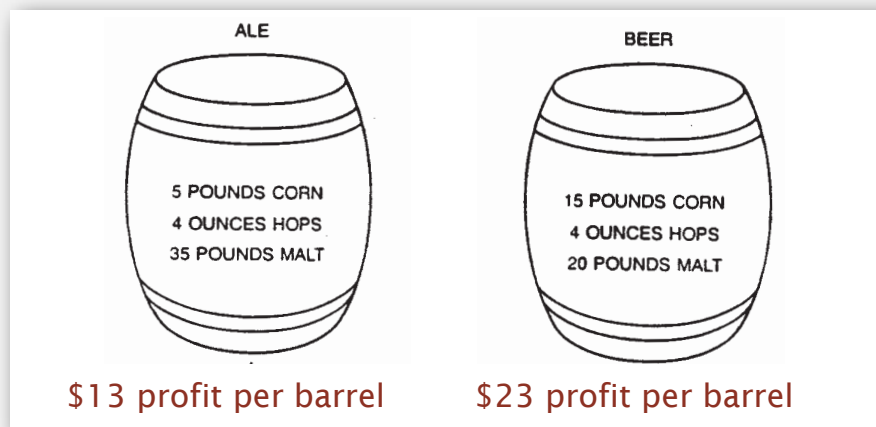 ALE
5 POUNDS CORN
4 OUNCES HOPS
35 POUNDS MALT
$13 profit per barrel
BEER
15 POUNDS CORN
4 OUNCES HOPS
20 POUNDS MALT
$23 profit per barrel